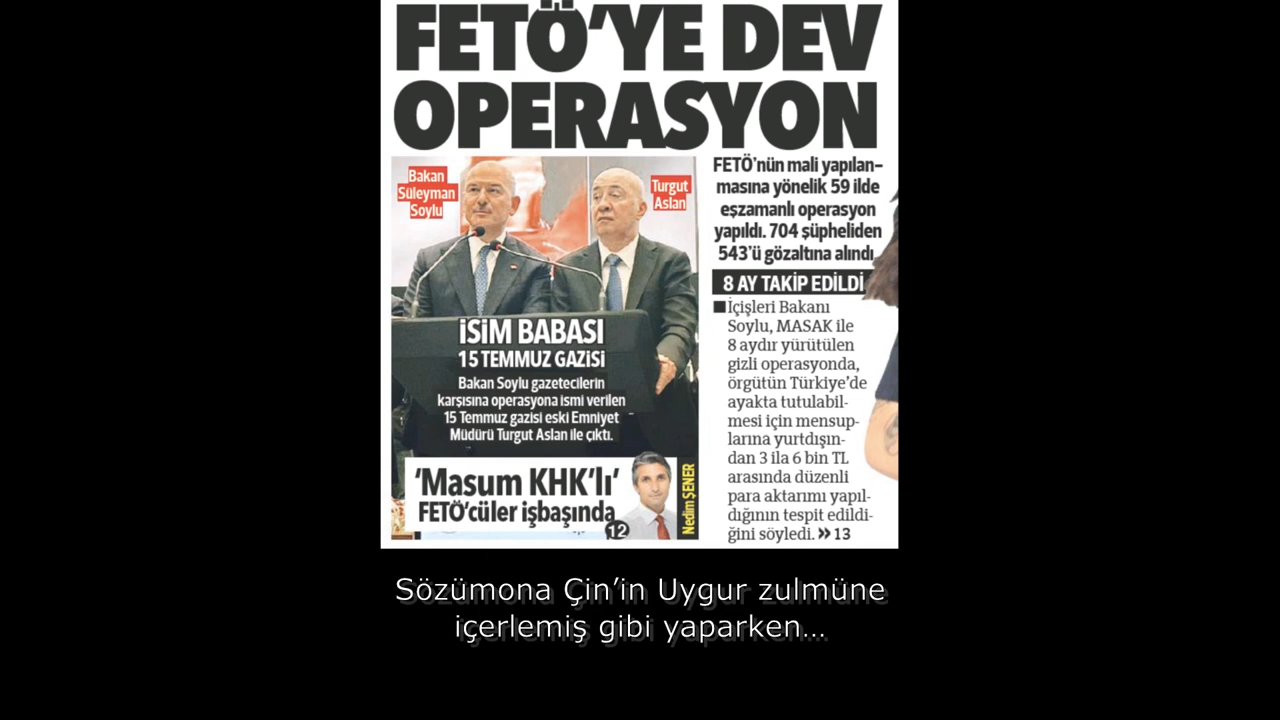 FETÖ'YE DEV
OPERASYON
Bakan
Süleyman
Soylu
Turgut
Aslan
İSİM BABASI
15 TEMMUZ GAZİSİ
Bakan Soylu gazetecilerin
karşısına operasyona ismi verilen
15 Temmuz gazisi eski Emniyet
Müdürü Turgut Aslan ile çıktı.
'Masum KHK'lı'
FETÖ'cüler işbaşında
12
Nedim ŞENER
FETÖ'nün mali yapılan-
masına yönelik 59 ilde
eşzamanlı operasyon
yapıldı. 704 şüpheliden
543'ü gözaltına alındı
8 AY TAKİP EDİLDİ
■ İçişleri Bakanı
Soylu, MASAK ile
8 aydır yürütülen
gizli operasyonda,
örgütün Türkiye'de
ayakta tutulabil-
mesi için mensup-
larına yurtdışın-
dan 3 ila 6 bin TL
arasında düzenli
para aktarımı yapıl-
dığının tespit edildi-
ğini söyledi. » 13
Sözümona Çin'in Uygur zulmüne
içerlemiş gibi yaparken...